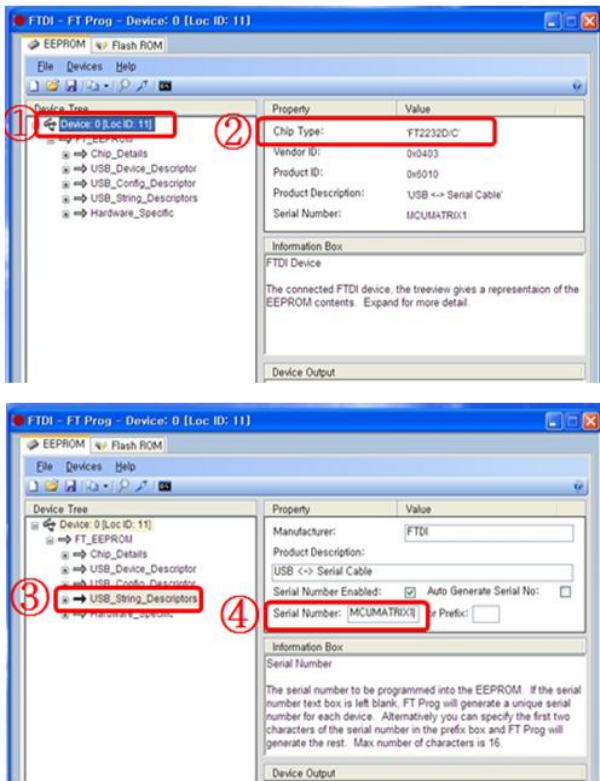 FTDI - FT Prog - Device: 0 [Loc ID: 11]
EEPROM Flash ROM
File Devices Help
Device Tree
① Device: 0 [Loc ID: 11]
FT_EEPROM
Chip_Details
USB_Device_Descriptor
USB_Config_Descriptor
USB_String_Descriptors
Hardware_Specific
Property Value
② Chip Type: 'FT2232D/C'
Vendor ID: 0x0403
Product ID: 0x6010
Product Description: 'USB <-> Serial Cable'
Serial Number: MCUMATRIX1
Information Box
FTDI Device
The connected FTDI device, the treeview gives a representaion of the
EEPROM contents. Expand for more detail.
Device Output
FTDI - FT Prog - Device: 0 [Loc ID: 11]
EEPROM Flash ROM
File Devices Help
Device Tree
Device: 0 [Loc ID: 11]
FT_EEPROM
Chip_Details
USB_Device_Descriptor
USB_Config_Descriptor
③ USB_String_Descriptors
Hardware_Specific
Property Value
Manufacturer: FTDI
Product Description:
USB <-> Serial Cable
Serial Number Enabled: Auto Generate Serial No:
④ Serial Number: MCUMATRIX1 or Prefix:
Information Box
Serial Number
The serial number to be programmed into the EEPROM. If the serial
number text box is left blank, FT Prog will generate a unique serial
number for each device. Alternatively you can specify the first two
characters of the serial number in the prefix box and FT Prog will
generate the rest. Max number of characters is 16.
Device Output